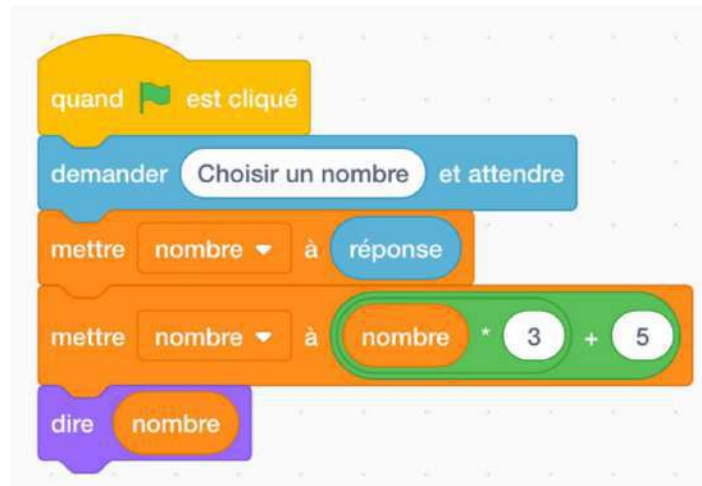 quand est cliqué
demander Choisir un nombre et attendre
mettre nombre à réponse
mettre nombre à nombre * 3 + 5
dire nombre